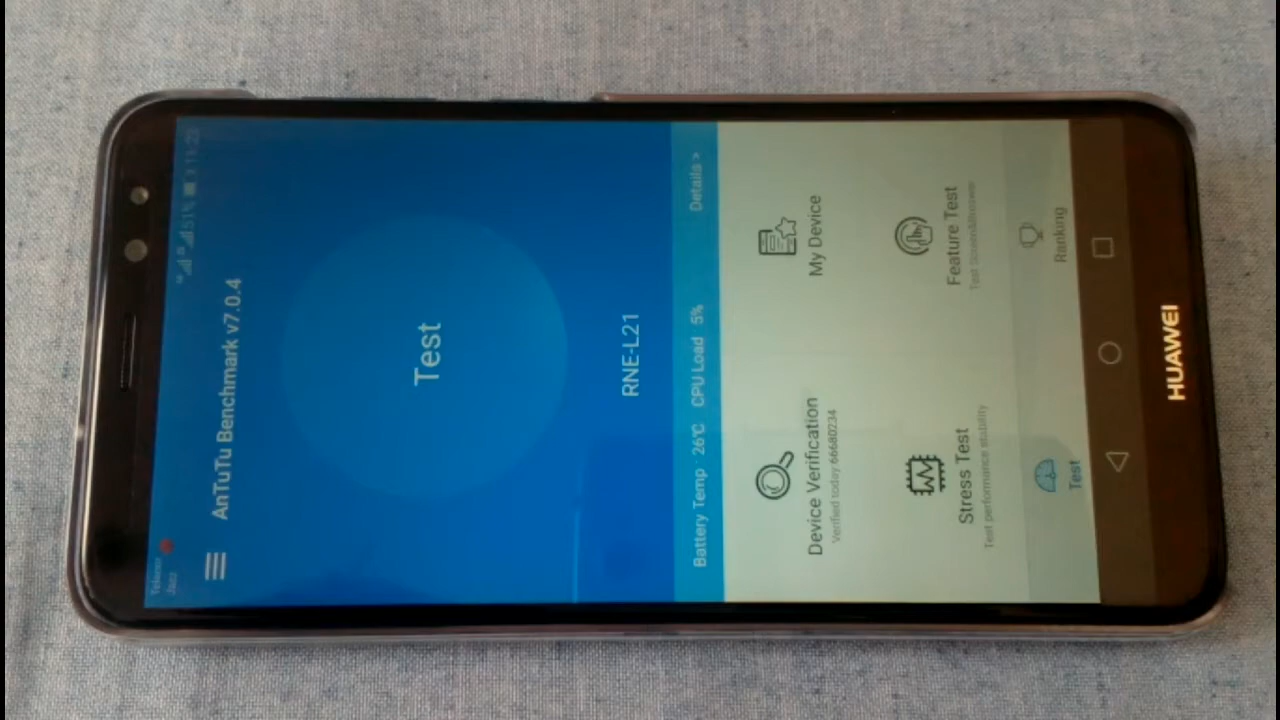 51%
AnTuTu Benchmark v7.0.4
Test
RNE-L21
Battery Temp 26℃ CPU Load 5% Details >
Device Verification
Verified today:66680234
My Device
Stress Test
Test performance stability
Feature Test
Test
Ranking
HUAWEI